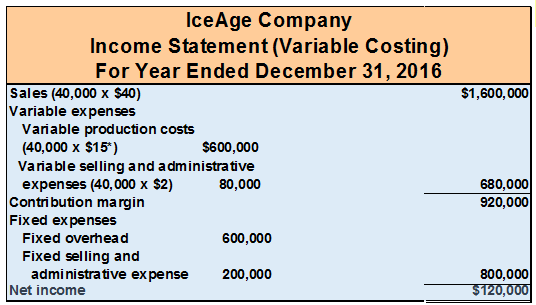 IceAge Company
Income Statement (Variable Costing)
For Year Ended December 31, 2016
Sales (40,000 x $40) $1,600,000
Variable expenses
Variable production costs
(40,000 x $15*) $600,000
Variable selling and administrative
expenses (40,000 x $2) 80,000 680,000
Contribution margin 920,000
Fixed expenses
Fixed overhead 600,000
Fixed selling and
administrative expense 200,000 800,000
Net income $120,000